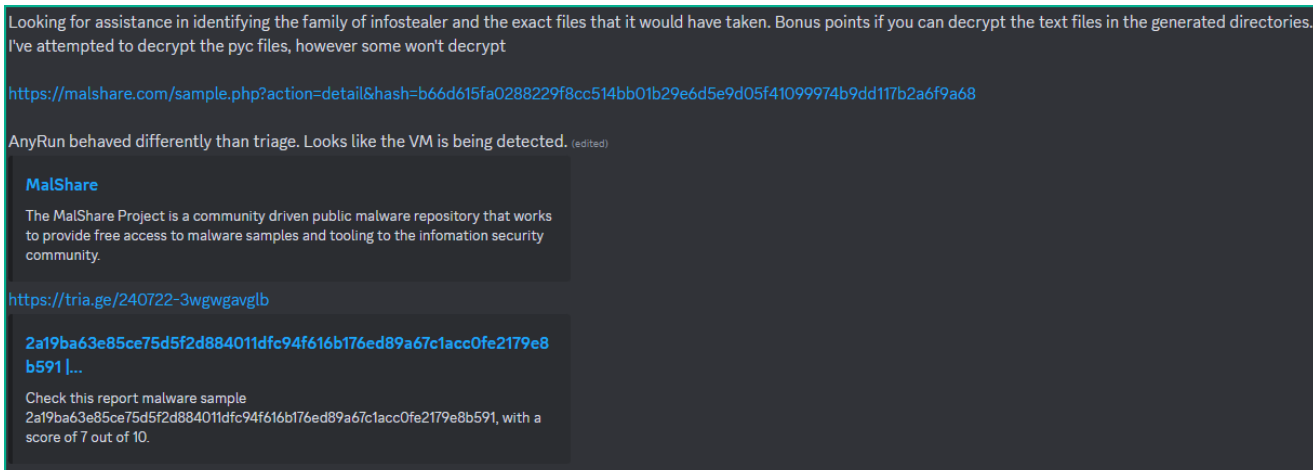 Looking for assistance in identifying the family of infostealer and the exact files that it would have taken. Bonus points if you can decrypt the text files in the generated directories.
I've attempted to decrypt the pyc files, however some won't decrypt
https://malshare.com/sample.php?action=detail&hash=b66d615fa0288229f8cc514bb01b29e6d5e9d05f41099974b9dd117b2a6f9a68
AnyRun behaved differently than triage. Looks like the VM is being detected. (edited)
MalShare
The MalShare Project is a community driven public malware repository that works
to provide free access to malware samples and tooling to the infomation security
community.
https://tria.ge/240722-3wgwgavglb
2a19ba63e85ce75d5f2d884011dfc94f616b176ed89a67c1acc0fe2179e8
b591 |...
Check this report malware sample
2a19ba63e85ce75d5f2d884011dfc94f616b176ed89a67c1acc0fe2179e8b591, with a
score of 7 out of 10.